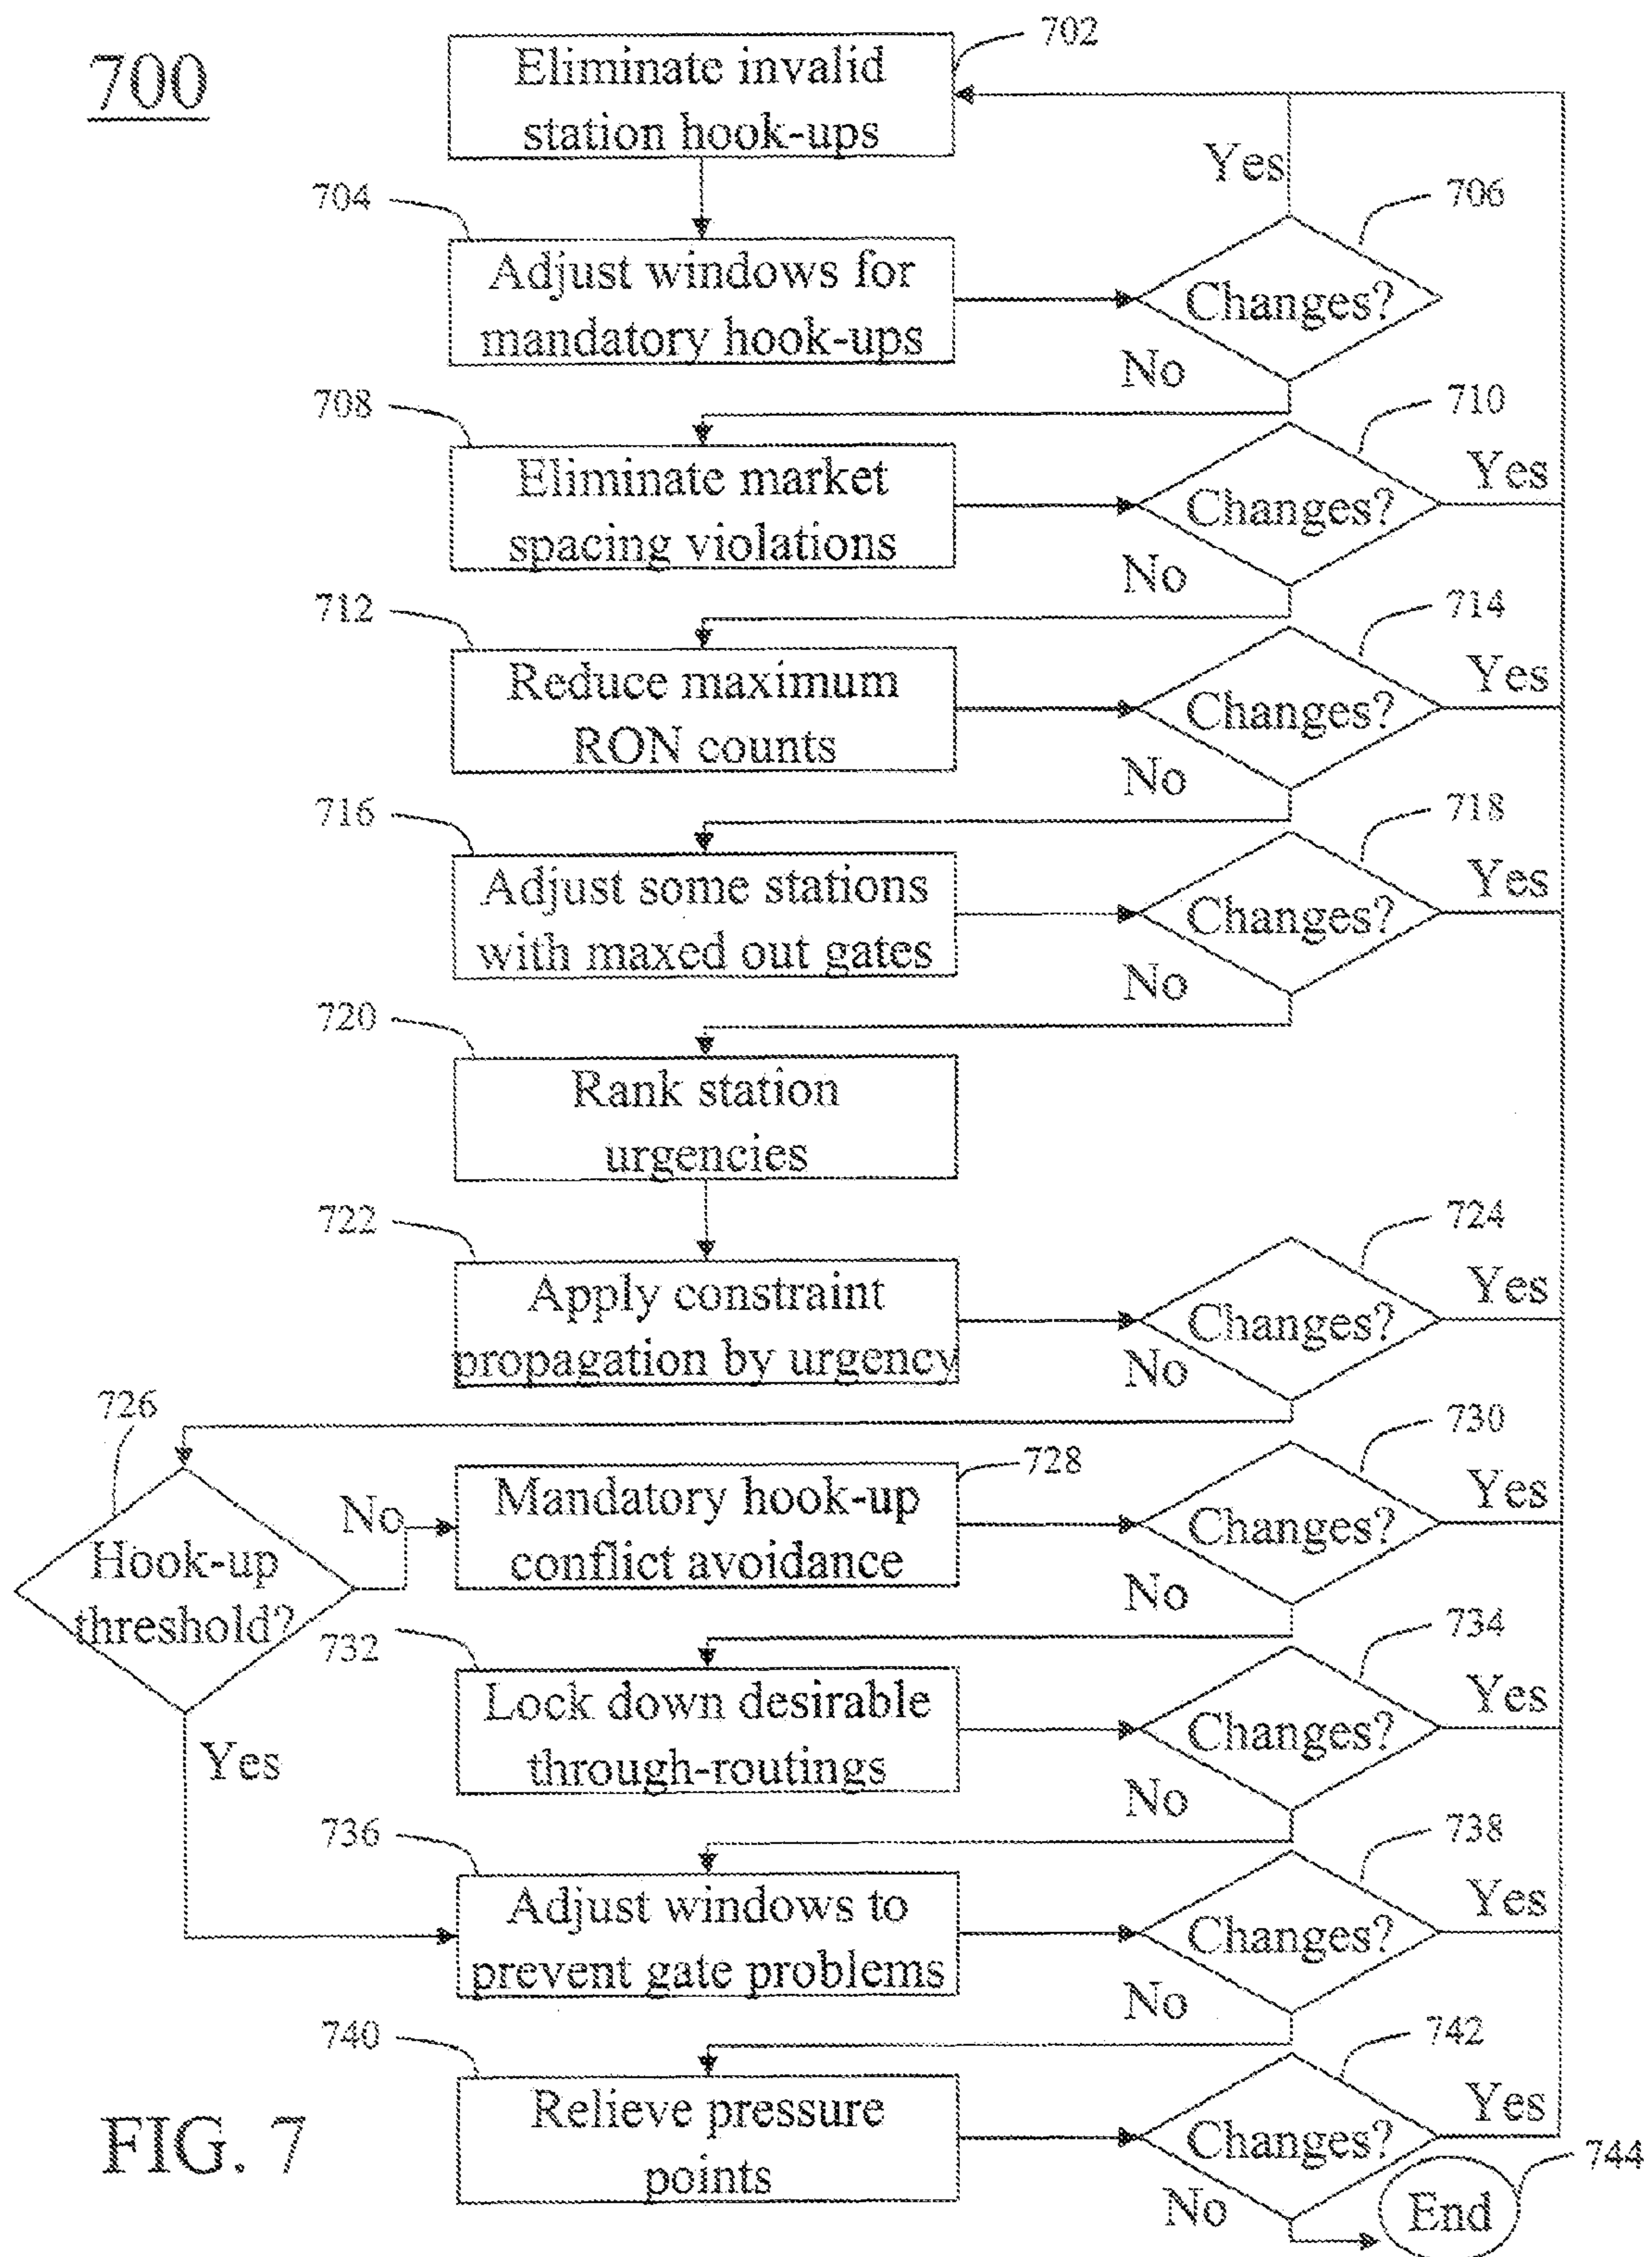 700
702
Eliminate invalid
station hook-ups
Yes
704
706
Adjust windows for
mandatory hook-ups
Changes?
No
708
710
Eliminate market
spacing violations
Changes?
Yes
No
712
714
Reduce maximum
RON counts
Changes?
Yes
No
716
718
Adjust some stations
with maxed out gates
Changes?
Yes
No
720
Rank station
urgencies
722
724
Apply constraint
propagation by urgency
Changes?
Yes
No
726
Hook-up
threshold?
No
Yes
728
730
Mandatory hook-up
conflict avoidance
Changes?
Yes
No
732
734
Lock down desirable
through-routings
Changes?
Yes
No
736
738
Adjust windows to
prevent gate problems
Changes?
Yes
No
740
742
Relieve pressure
points
Changes?
Yes
No
744
End
FIG. 7